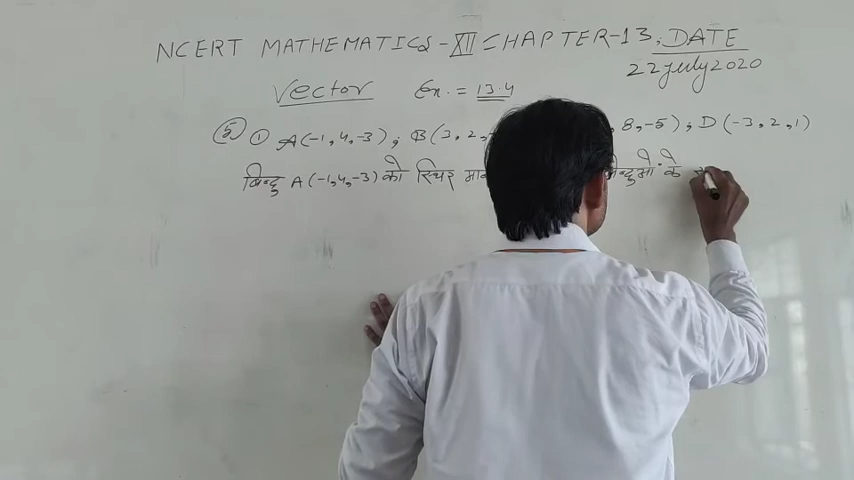 NCERT MATHEMATICS-XII CHAPTER-13, DATE
22 july 2020
Vector Ex. = 13.4
(5) (1) A(-1,4,-3) ; B(3,2, 8,-5) ; D(-3,2,1)
बिन्दु A(-1,4,-3) को स्थिर के